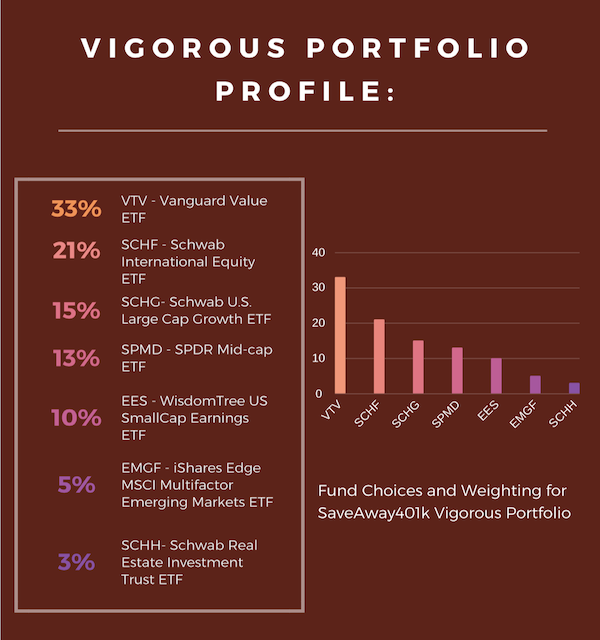 VIGOROUS PORTFOLIO
PROFILE:
33%
VTV - Vanguard Value
ETF
21%
SCHF - Schwab
International Equity
ETF
15%
SCHG- Schwab U.S.
Large Cap Growth ETF
13%
SPMD - SPDR Mid-cap
ETF
10%
EES - WisdomTree US
SmallCap Earnings
ETF
5%
EMGF - iShares Edge
MSCI Multifactor
Emerging Markets ETF
3%
SCHH- Schwab Real
Estate Investment
Trust ETF
40
30
20
10
0
VTV
SCHF
SCHG
SPMD
EES
EMGF
SCHH
Fund Choices and Weighting for
SaveAway401k Vigorous Portfolio